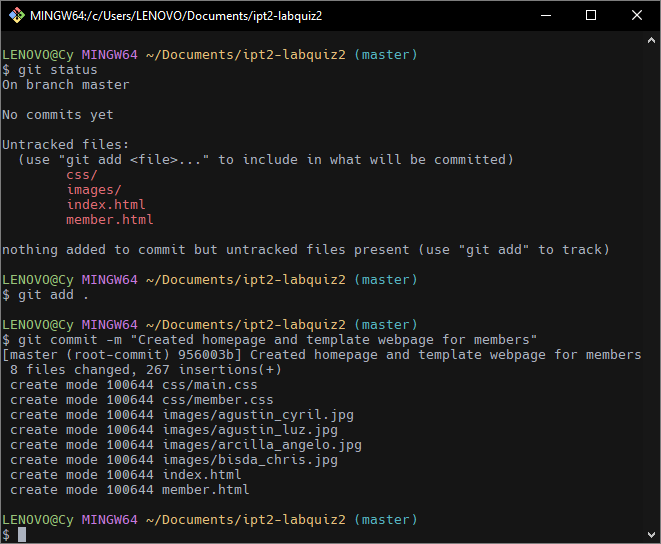 MINGW64:/c/Users/LENOVO/Documents/ipt2-labquiz2
LENOVO@Cy MINGW64 ~/Documents/ipt2-labquiz2 (master)
$ git status
On branch master
No commits yet
Untracked files:
  (use "git add <file>..." to include in what will be committed)
        css/
        images/
        index.html
        member.html
nothing added to commit but untracked files present (use "git add" to track)
LENOVO@Cy MINGW64 ~/Documents/ipt2-labquiz2 (master)
$ git add .
LENOVO@Cy MINGW64 ~/Documents/ipt2-labquiz2 (master)
$ git commit -m "Created homepage and template webpage for members"
[master (root-commit) 956003b] Created homepage and template webpage for members
 8 files changed, 267 insertions(+)
 create mode 100644 css/main.css
 create mode 100644 css/member.css
 create mode 100644 images/agustin_cyril.jpg
 create mode 100644 images/agustin_luz.jpg
 create mode 100644 images/arcilla_angelo.jpg
 create mode 100644 images/bisda_chris.jpg
 create mode 100644 index.html
 create mode 100644 member.html
LENOVO@Cy MINGW64 ~/Documents/ipt2-labquiz2 (master)
$